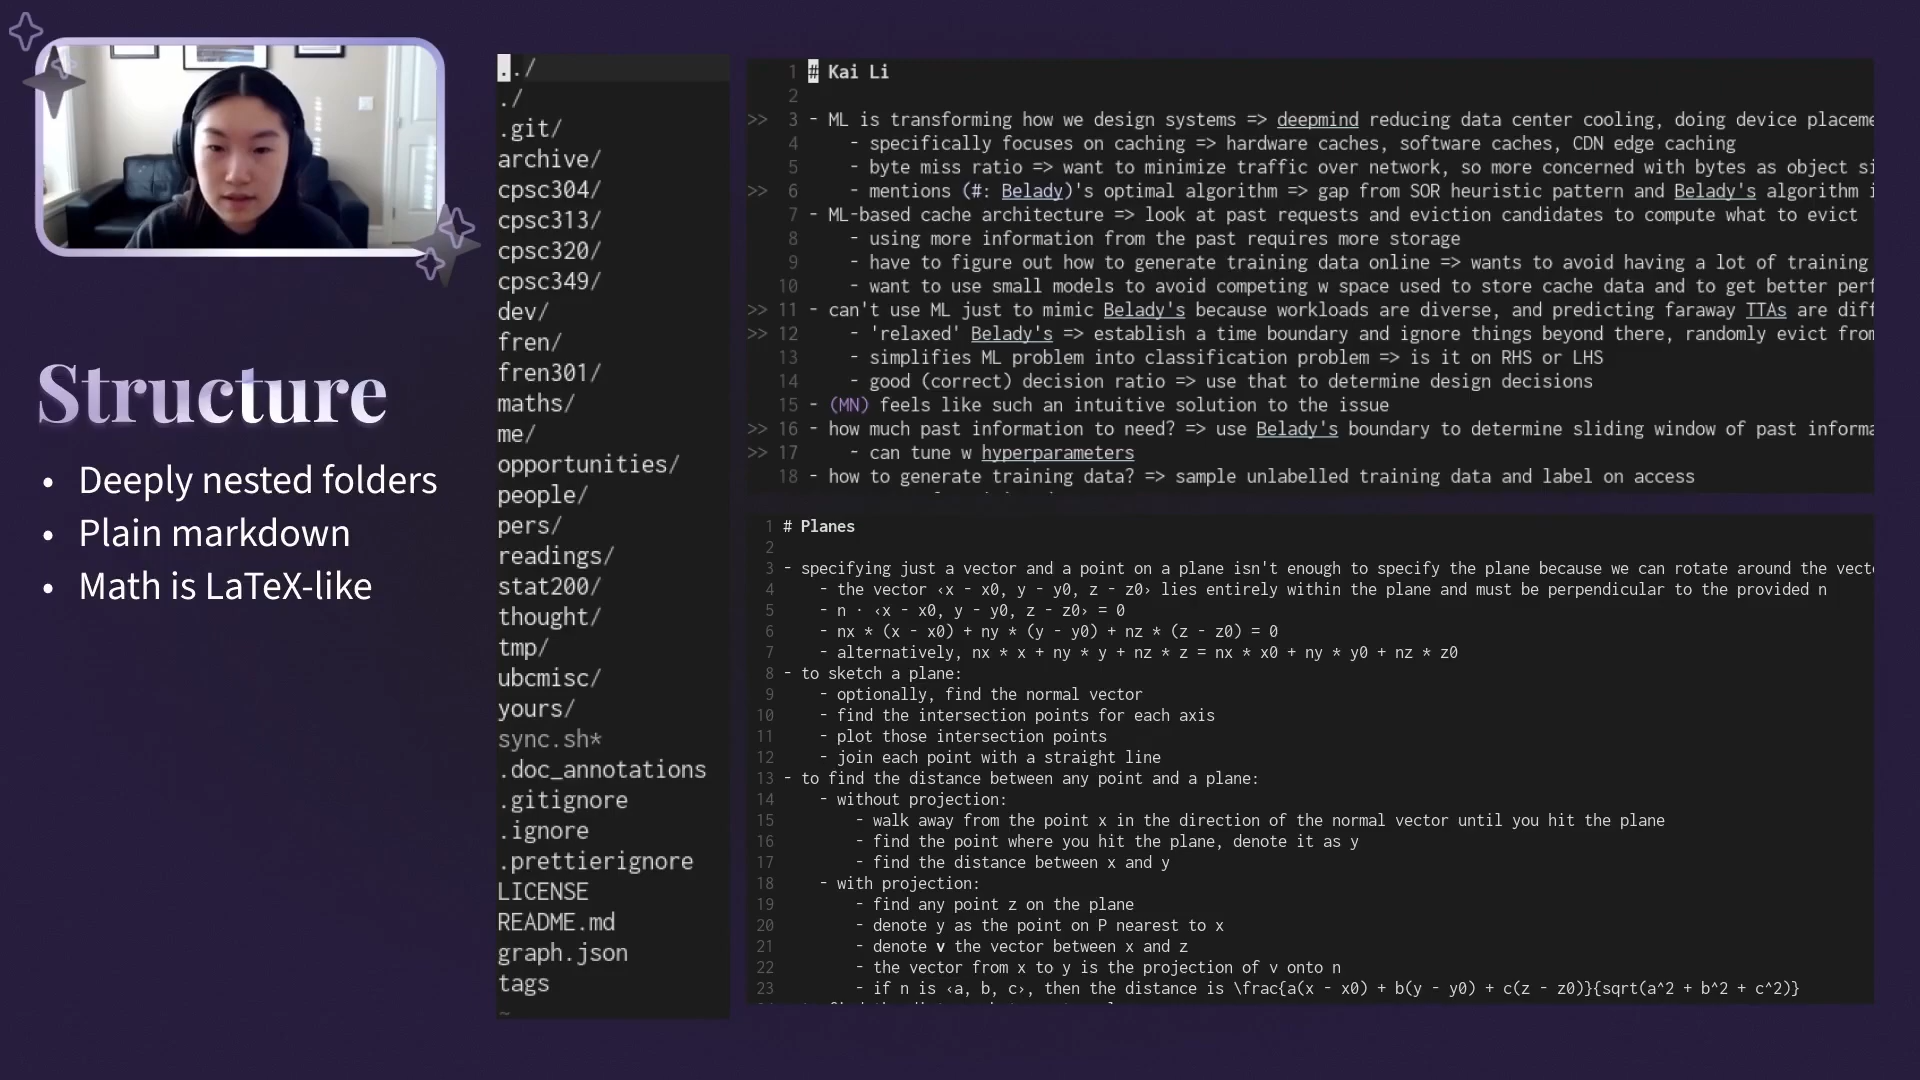 Structure
• Deeply nested folders
• Plain markdown
• Math is LaTeX-like
../
./
.git/
archive/
cpsc304/
cpsc313/
cpsc320/
cpsc349/
dev/
fren/
fren301/
maths/
me/
opportunities/
people/
pers/
readings/
stat200/
thought/
tmp/
ubcmisc/
yours/
sync.sh*
.doc_annotations
.gitignore
.ignore
.prettierignore
LICENSE
README.md
graph.json
tags
~
1 # Kai Li
2
>> 3 - ML is transforming how we design systems => deepmind reducing data center cooling, doing device placeme
4 - specifically focuses on caching => hardware caches, software caches, CDN edge caching
5 - byte miss ratio => want to minimize traffic over network, so more concerned with bytes as object si
>> 6 - mentions (#: Belady)'s optimal algorithm => gap from SOR heuristic pattern and Belady's algorithm i
7 - ML-based cache architecture => look at past requests and eviction candidates to compute what to evict
8 - using more information from the past requires more storage
9 - have to figure out how to generate training data online => wants to avoid having a lot of training
10 - want to use small models to avoid competing w space used to store cache data and to get better perf
>> 11 - can't use ML just to mimic Belady's because workloads are diverse, and predicting faraway TTAs are diff
>> 12 - 'relaxed' Belady's => establish a time boundary and ignore things beyond there, randomly evict from
13 - simplifies ML problem into classification problem => is it on RHS or LHS
14 - good (correct) decision ratio => use that to determine design decisions
15 - (MN) feels like such an intuitive solution to the issue
>> 16 - how much past information to need? => use Belady's boundary to determine sliding window of past informa
>> 17 - can tune w hyperparameters
18 - how to generate training data? => sample unlabelled training data and label on access
1 # Planes
2
3 - specifying just a vector and a point on a plane isn't enough to specify the plane because we can rotate around the vect
4 - the vector ‹x - x0, y - y0, z - z0› lies entirely within the plane and must be perpendicular to the provided n
5 - n · ‹x - x0, y - y0, z - z0› = 0
6 - nx * (x - x0) + ny * (y - y0) + nz * (z - z0) = 0
7 - alternatively, nx * x + ny * y + nz * z = nx * x0 + ny * y0 + nz * z0
8 - to sketch a plane:
9 - optionally, find the normal vector
10 - find the intersection points for each axis
11 - plot those intersection points
12 - join each point with a straight line
13 - to find the distance between any point and a plane:
14 - without projection:
15 - walk away from the point x in the direction of the normal vector until you hit the plane
16 - find the point where you hit the plane, denote it as y
17 - find the distance between x and y
18 - with projection:
19 - find any point z on the plane
20 - denote y as the point on P nearest to x
21 - denote v the vector between x and z
22 - the vector from x to y is the projection of v onto n
23 - if n is ‹a, b, c›, then the distance is \frac{a(x - x0) + b(y - y0) + c(z - z0)}{sqrt(a^2 + b^2 + c^2)}